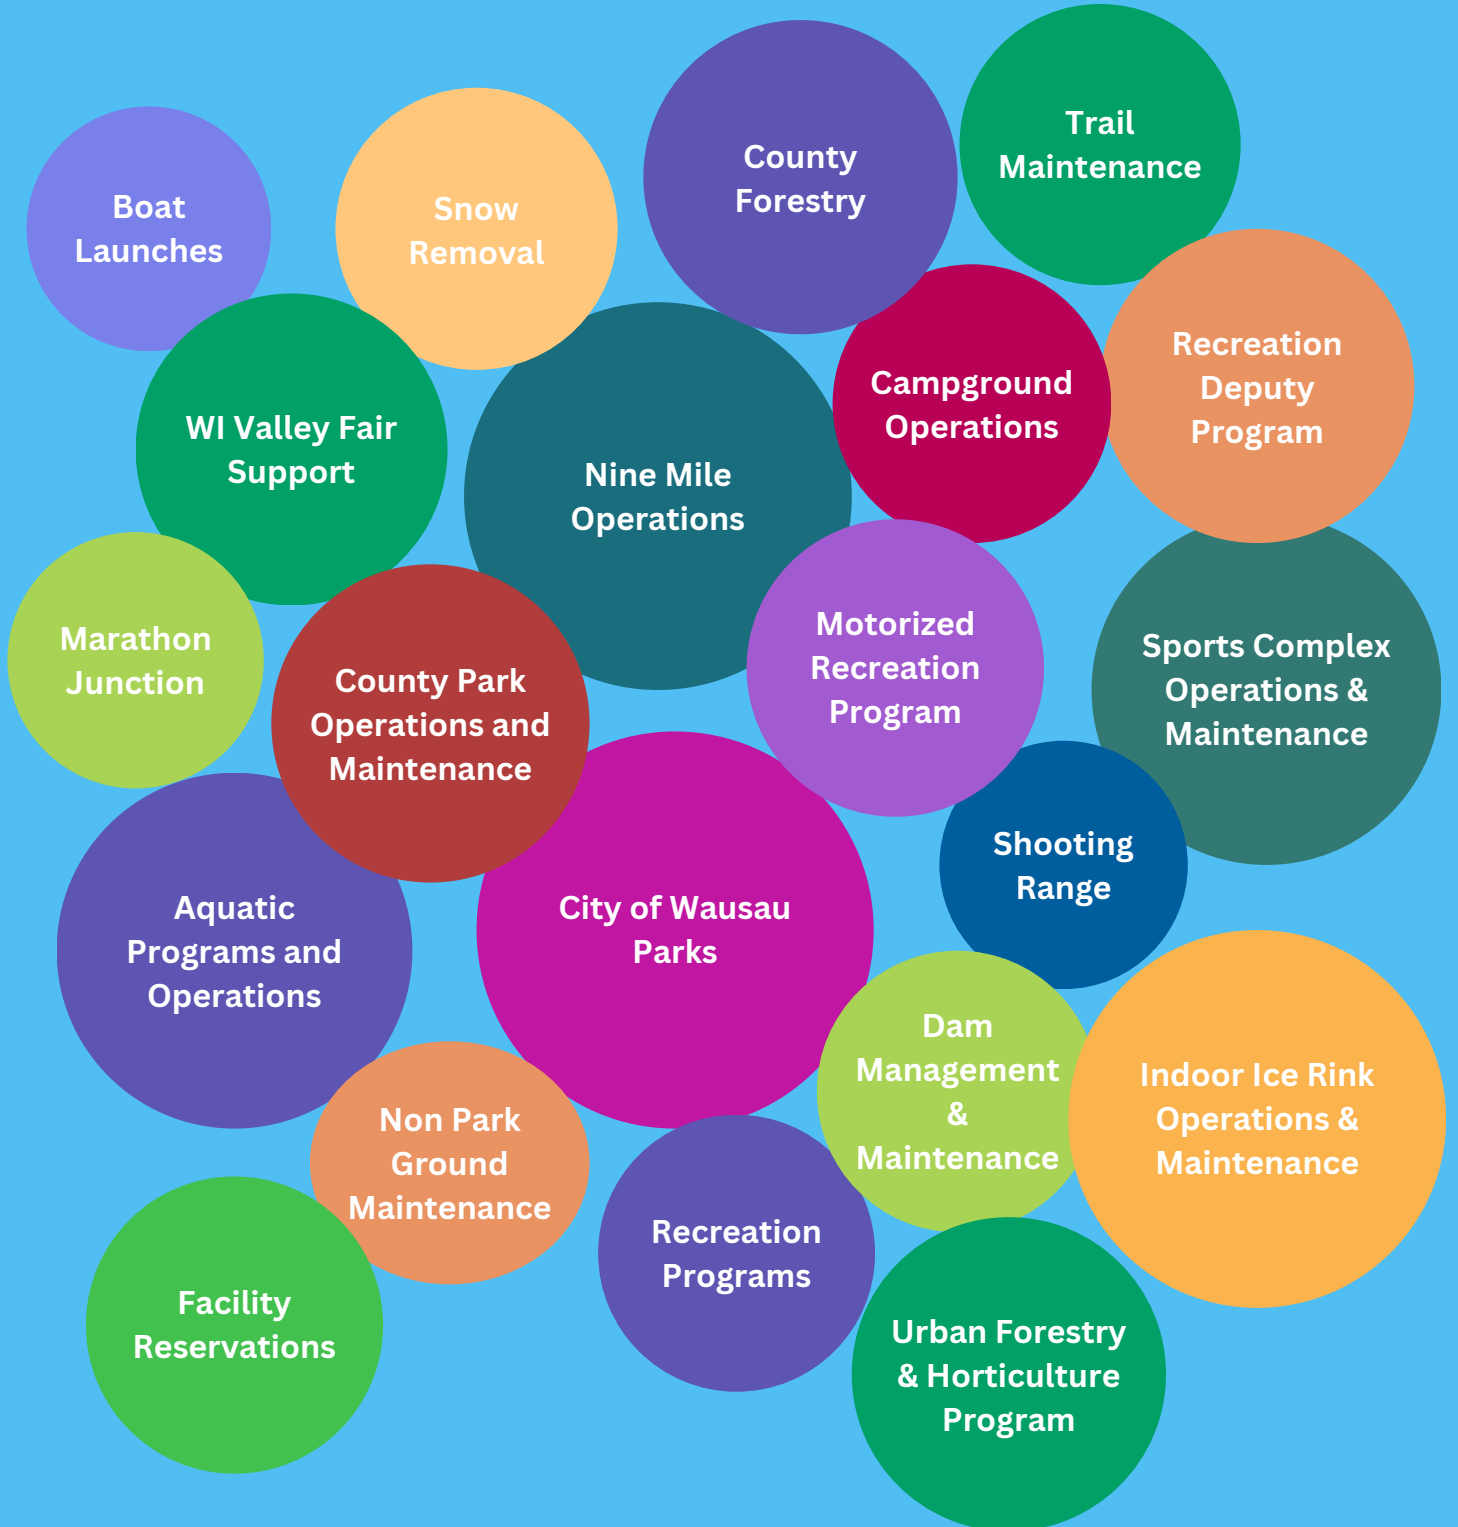 Trail
Maintenance
County
Forestry
Boat
Launches
Snow
Removal
Recreation
Deputy
Program
Campground
Operations
WI Valley Fair
Support
Nine Mile
Operations
Marathon
Junction
County Park
Operations and
Maintenance
Motorized
Recreation
Program
Sports Complex
Operations &
Maintenance
Shooting
Range
Aquatic
Programs and
Operations
City of Wausau
Parks
Dam
Management
&
Maintenance
Indoor Ice Rink
Operations &
Maintenance
Non Park
Ground
Maintenance
Recreation
Programs
Facility
Reservations
Urban Forestry
& Horticulture
Program